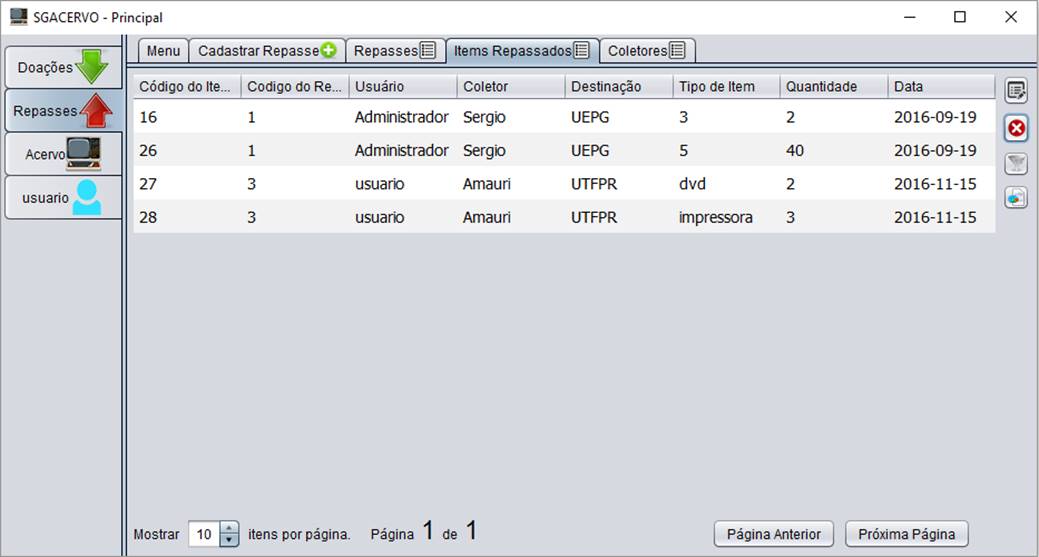 SGACERVO - Principal
Doações
Repasses
Acervo
usuario
Menu Cadastrar Repasse Repasses Items Repassados Coletores
Código do Ite... Codigo do Re... Usuário Coletor Destinação Tipo de Item Quantidade Data
16 1 Administrador Sergio UEPG 3 2 2016-09-19
26 1 Administrador Sergio UEPG 5 40 2016-09-19
27 3 usuario Amauri UTFPR dvd 2 2016-11-15
28 3 usuario Amauri UTFPR impressora 3 2016-11-15
Mostrar 10 itens por página. Página 1 de 1 Página Anterior Próxima Página